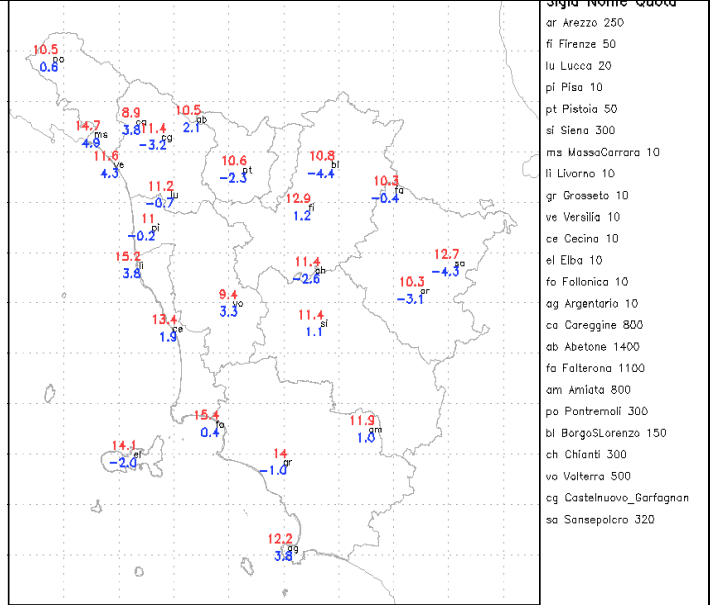 Sigla Nome Quota
ar Arezzo 250
fi Firenze 50
lu Lucca 20
pi Pisa 10
pt Pistoia 50
si Siena 300
ms MassaCarrara 10
li Livorno 10
gr Grosseto 10
ve Versilia 10
ce Cecina 10
el Elba 10
fo Follonica 10
ag Argentario 10
ca Careggine 800
ab Abetone 1400
fa Falterona 1100
am Amiata 800
po Pontremoli 300
bl BorgoSLorenzo 150
ch Chianti 300
vo Volterra 500
cg Castelnuovo_Garfagnan
sa Sansepolcro 320
10.5
po
0.6
8.9
ca
3.8
10.5
ab
2.1
14.7
ms
4.9
11.4
cg
-3.2
11.6
ve
4.3
10.6
pt
-2.3
10.8
bl
-4.4
10.3
fa
-0.4
11.2
lu
-0.7
12.9
fi
1.2
11
pi
-0.2
15.2
li
3.8
11.4
ch
-2.6
12.7
sa
-4.3
10.3
ar
-3.1
9.4
vo
3.3
13.4
ce
1.9
11.4
si
1.1
15.4
fo
0.4
11.9
am
1.0
14.1
el
-2.0
14
gr
-1.0
12.2
ag
3.8